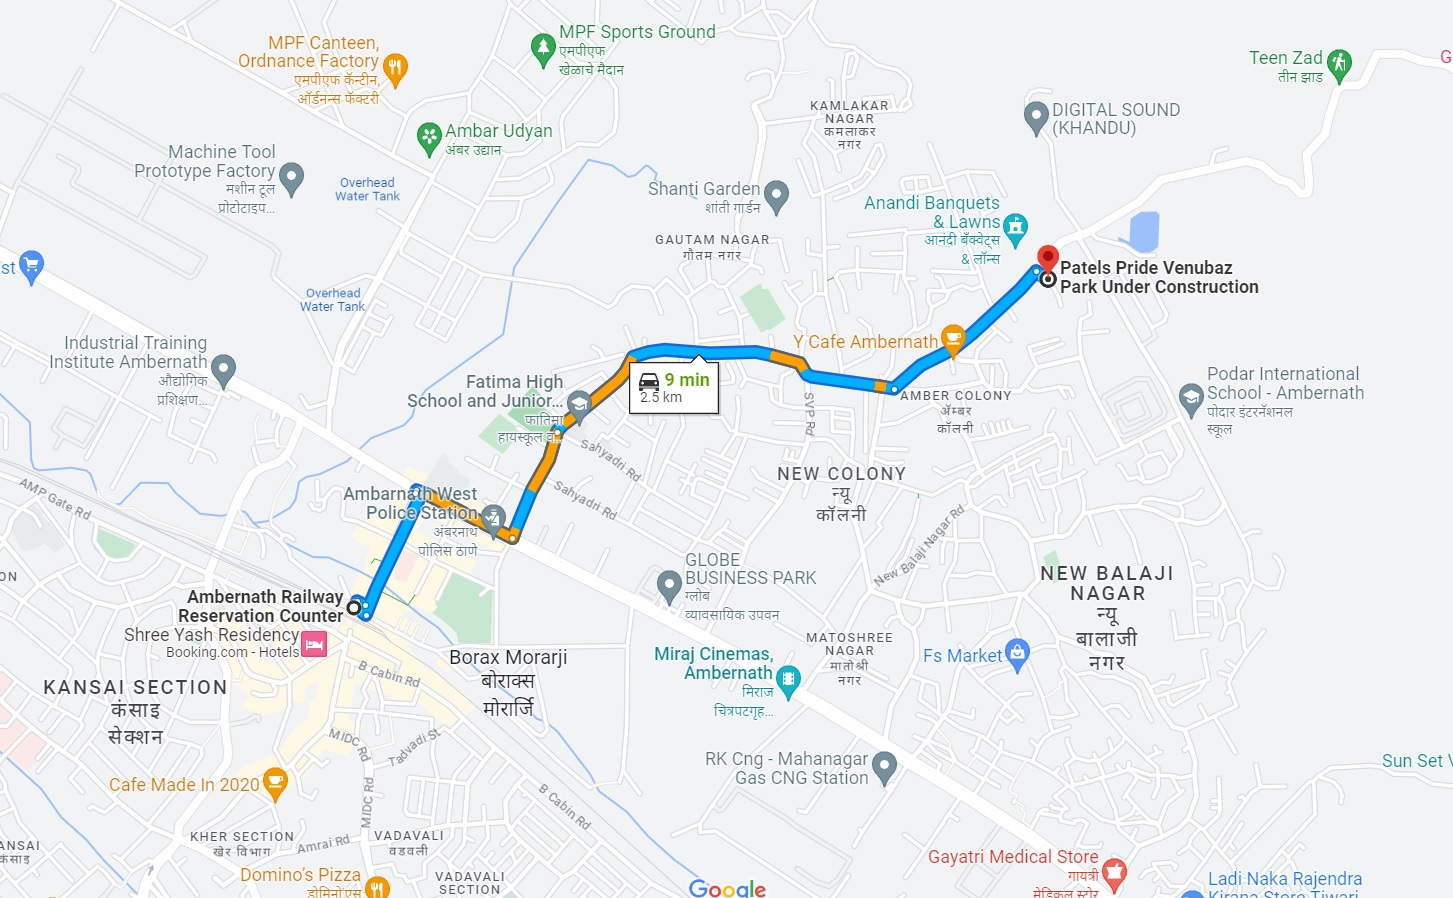 MPF Canteen,
Ordnance Factory
एमपीएफ कॅन्टीन,
ऑर्डनन्स फॅक्टरी
MPF Sports Ground
एमपीएफ
खेळाचे मैदान
Teen Zad
तीन झाड
G
Ambar Udyan
अंबर उद्यान
KAMLAKAR
NAGAR
कमलाकर
नगर
DIGITAL SOUND
(KHANDU)
Machine Tool
Prototype Factory
मशीन टूल
प्रोटोटाइप...
Overhead
Water Tank
Shanti Garden
शांती गार्डन
Anandi Banquets
& Lawns
आनंदी बँक्वेट्स
& लॉन्स
GAUTAM NAGAR
गौतम नगर
st
Patels Pride Venubaz
Park Under Construction
Overhead
Water Tank
Industrial Training
Institute Ambernath
औद्योगिक
प्रशिक्षण...
Y Cafe Ambernath
9 min
2.5 km
Fatima High
School and Junior...
फातिमा
हायस्कूल व...
AMBER COLONY
ॲम्बर
कॉलनी
Podar International
School - Ambernath
पोदार इंटरनॅशनल
स्कूल
SVP Rd
Sahyadri Rd
Sahyadri Rd
NEW COLONY
न्यू
कॉलनी
AMP Gate Rd
Ambarnath West
Police Station
अंबरनाथ
पोलिस ठाणे
New Balaji Nagar Rd
ON
GLOBE
BUSINESS PARK
ग्लोब
व्यावसायिक उपवन
NEW BALAJI
NAGAR
न्यू
बालाजी
नगर
Ambernath Railway
Reservation Counter
Shree Yash Residency
Booking.com - Hotels
MATOSHREE
NAGAR
मातोश्री
नगर
Borax Morarji
बोराक्स
मोरार्जि
Miraj Cinemas,
Ambernath
मिराज
चित्रपटगृह...
Fs Market
B Cabin Rd
KANSAI SECTION
कंसाइ
सेक्शन
MIDC Rd
Tadvadi St
RK Cng - Mahanagar
Gas CNG Station
Sun Set V
Cafe Made In 2020
B Cabin Rd
MIDC Rd
KHER SECTION
खेर विभाग
Amrai Rd
VADAVALI
वडवली
ANSAI
कंसाइ
Gayatri Medical Store
गायत्री
मेडिकल स्टोर
Domino's Pizza
डोमिनो'स
VADAVALI
SECTION
Google
Ladi Naka Rajendra
Kirana Store Tiwari